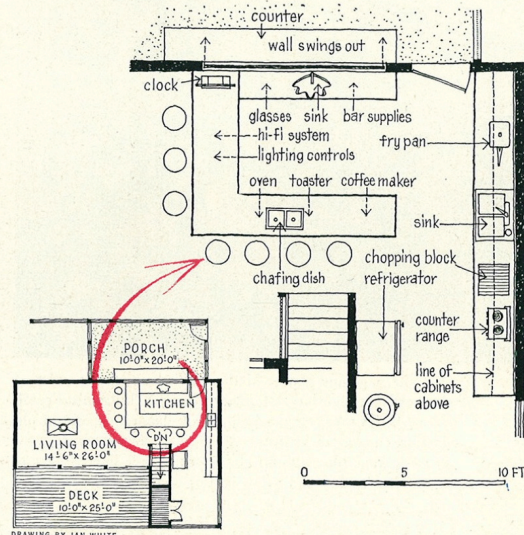 counter
wall swings out
clock
glasses sink bar supplies
hi-fi system
fry pan
lighting controls
oven toaster coffee maker
sink
chopping block
chafing dish
refrigerator
counter
range
line of
cabinets
above
PORCH
10'-0" X 20'-0"
KITCHEN
DN
LIVING ROOM
14'-6" X 26'-0"
DECK
10'-0" X 25'-0"
0 5 10 FT
DRAWING BY JAN WHITE